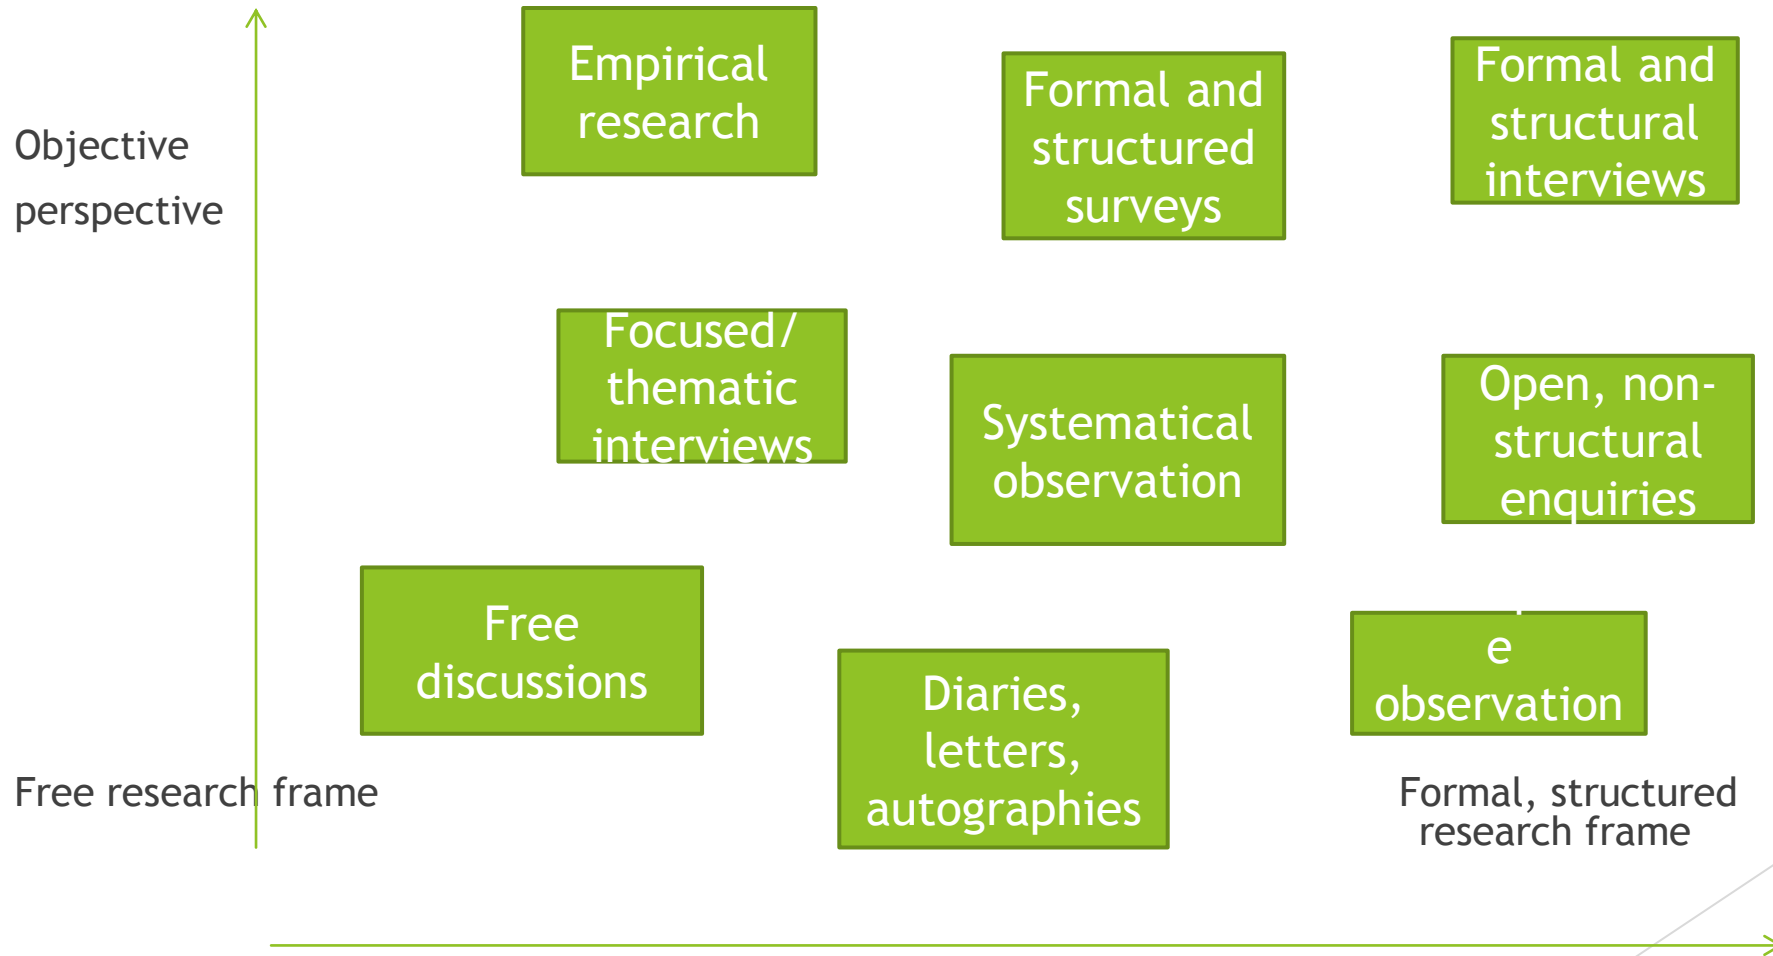 Empirical
research
Formal and
structured
surveys
Formal and
structural
interviews
Objective
perspective
Focused/
thematic
interviews
Systematical
observation
Open, non-
structural
enquiries
Free
discussions
Diaries,
letters,
autographies
e
observation
Free research frame
Formal, structured
research frame